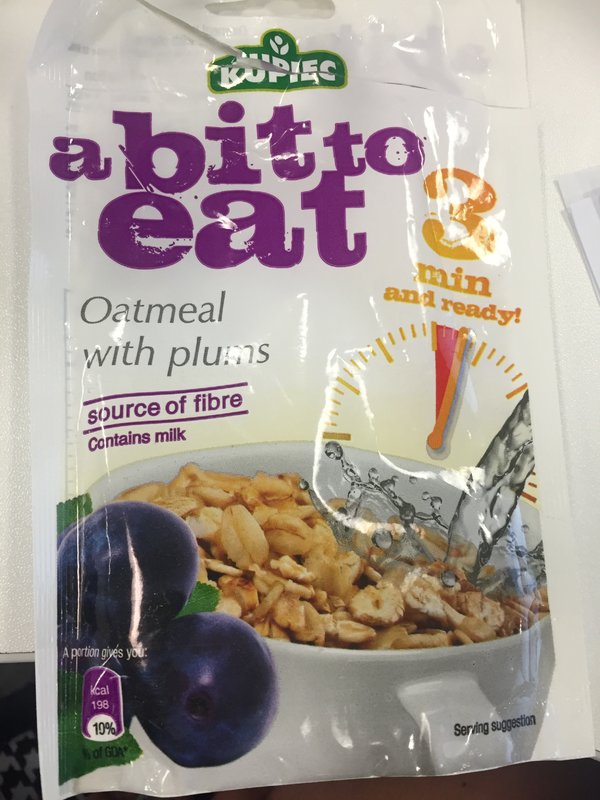 KUPIEC
a bit to
eat
3
min
and ready!
Oatmeal
with plums
source of fibre
Contains milk
A portion gives you:
kcal
198
10%
% of GDA*
Serving suggestion